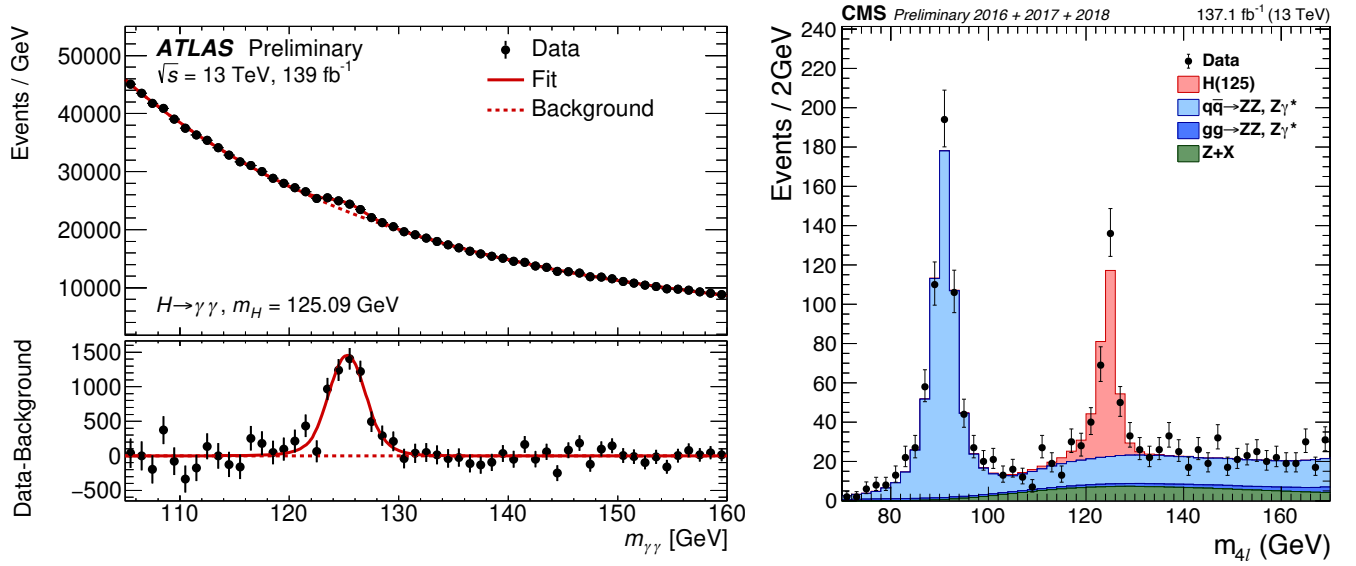 ATLAS Preliminary
√s = 13 TeV, 139 fb⁻¹
Data
Fit
Background
H→γγ, m_H = 125.09 GeV
Events / GeV
50000
40000
30000
20000
10000
Data-Background
1500
1000
500
0
−500
110 120 130 140 150 160
m_γγ [GeV]
CMS Preliminary 2016 + 2017 + 2018 137.1 fb⁻¹ (13 TeV)
Data
H(125)
qq̄→ZZ, Zγ*
gg→ZZ, Zγ*
Z+X
Events / 2GeV
240
220
200
180
160
140
120
100
80
60
40
20
0
80 100 120 140 160
m_4l (GeV)